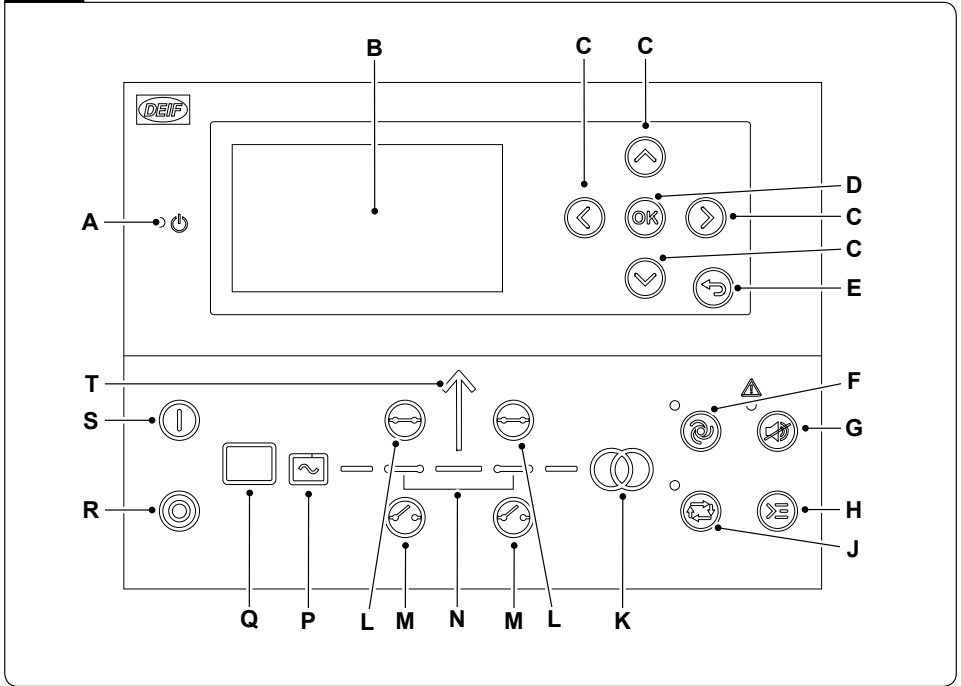 B C C
DEIF
A C OK D C C E
T F
S G
R H
J
Q P L M N M L K